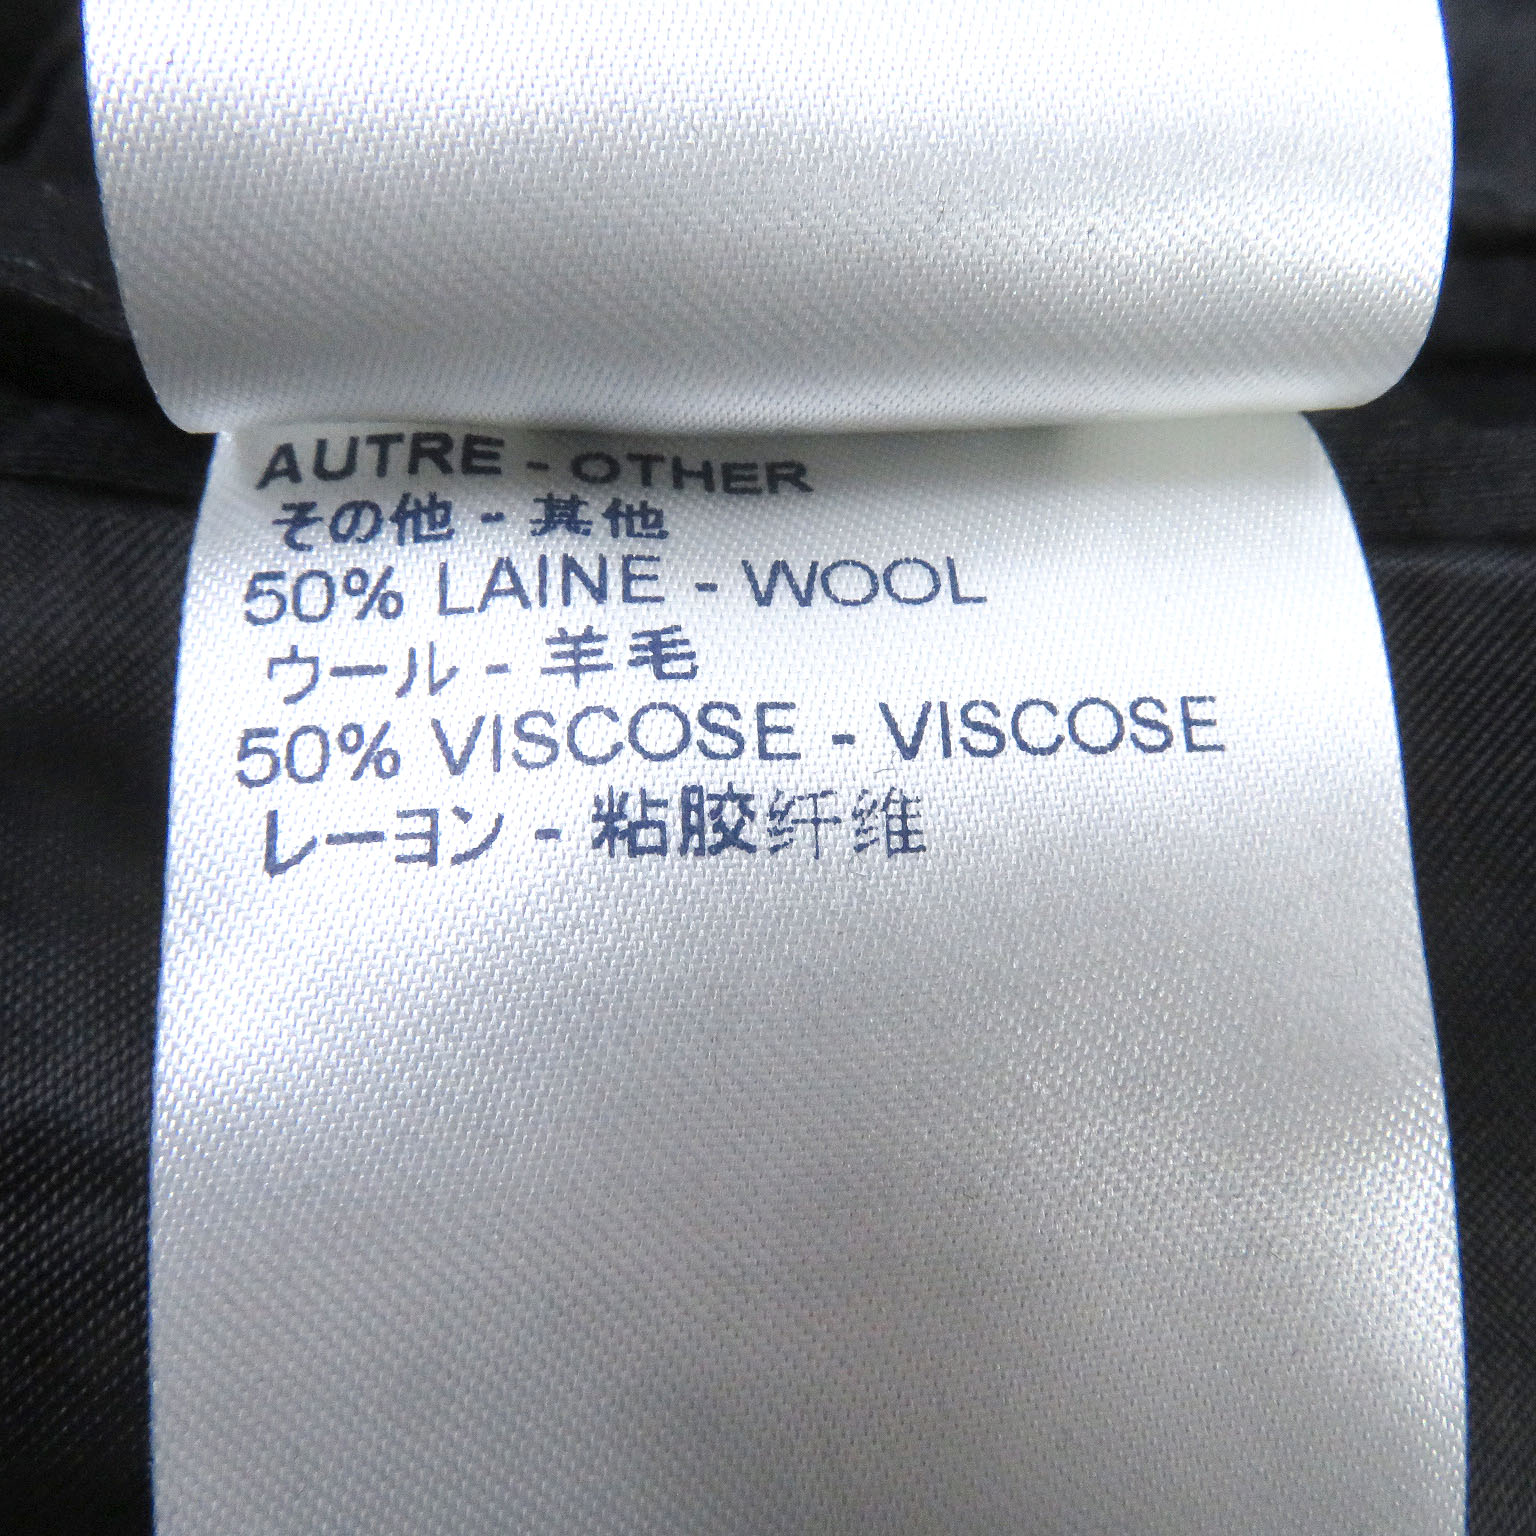 AUTRE - OTHER
その他 - 其他
50% LAINE - WOOL
ウール - 羊毛
50% VISCOSE - VISCOSE
レーヨン - 粘胶纤维